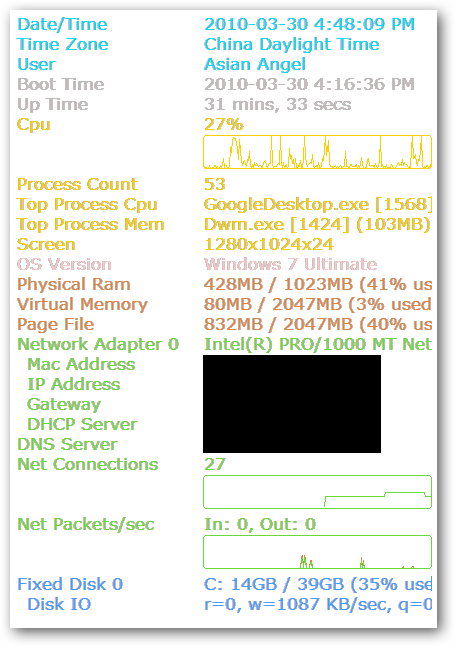 Date/Time 2010-03-30 4:48:09 PM
Time Zone China Daylight Time
User Asian Angel
Boot Time 2010-03-30 4:16:36 PM
Up Time 31 mins, 33 secs
Cpu 27%
Process Count 53
Top Process Cpu GoogleDesktop.exe [1568]
Top Process Mem Dwm.exe [1424] (103MB)
Screen 1280x1024x24
OS Version Windows 7 Ultimate
Physical Ram 428MB / 1023MB (41% us
Virtual Memory 80MB / 2047MB (3% used
Page File 832MB / 2047MB (40% us
Network Adapter 0 Intel(R) PRO/1000 MT Net
Mac Address
IP Address
Gateway
DHCP Server
DNS Server
Net Connections 27
Net Packets/sec In: 0, Out: 0
Fixed Disk 0 C: 14GB / 39GB (35% use
Disk IO r=0, w=1087 KB/sec, q=0